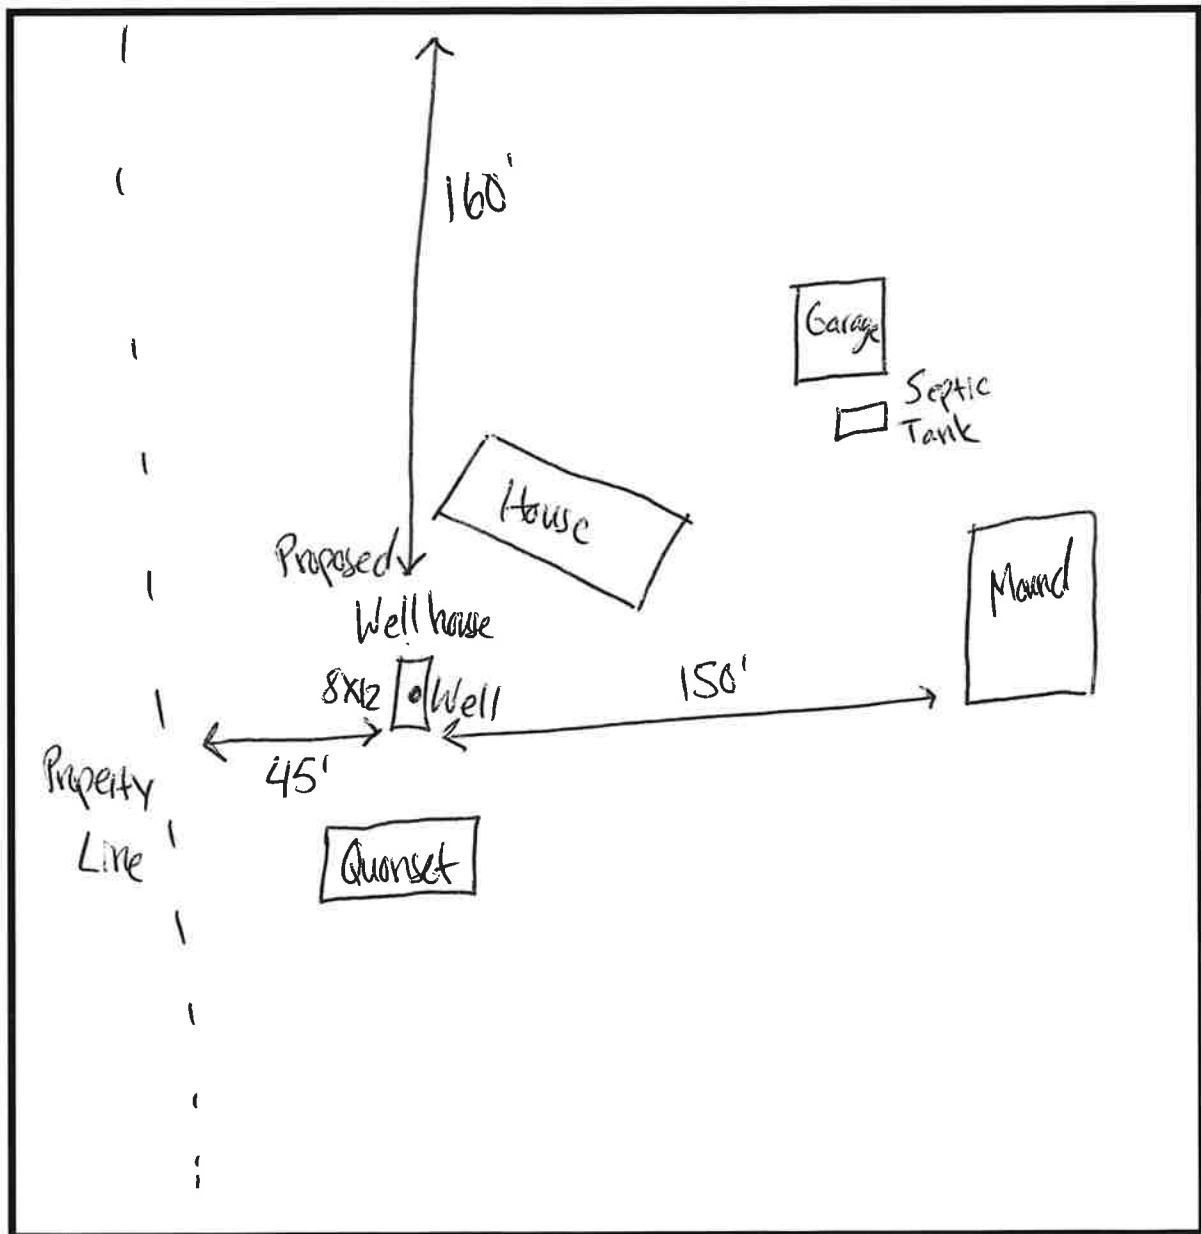 160'
Garage
Septic
Tank
House
Proposed
Well house
8x12
Well
Mound
150'
45'
Property
Line
Quonset